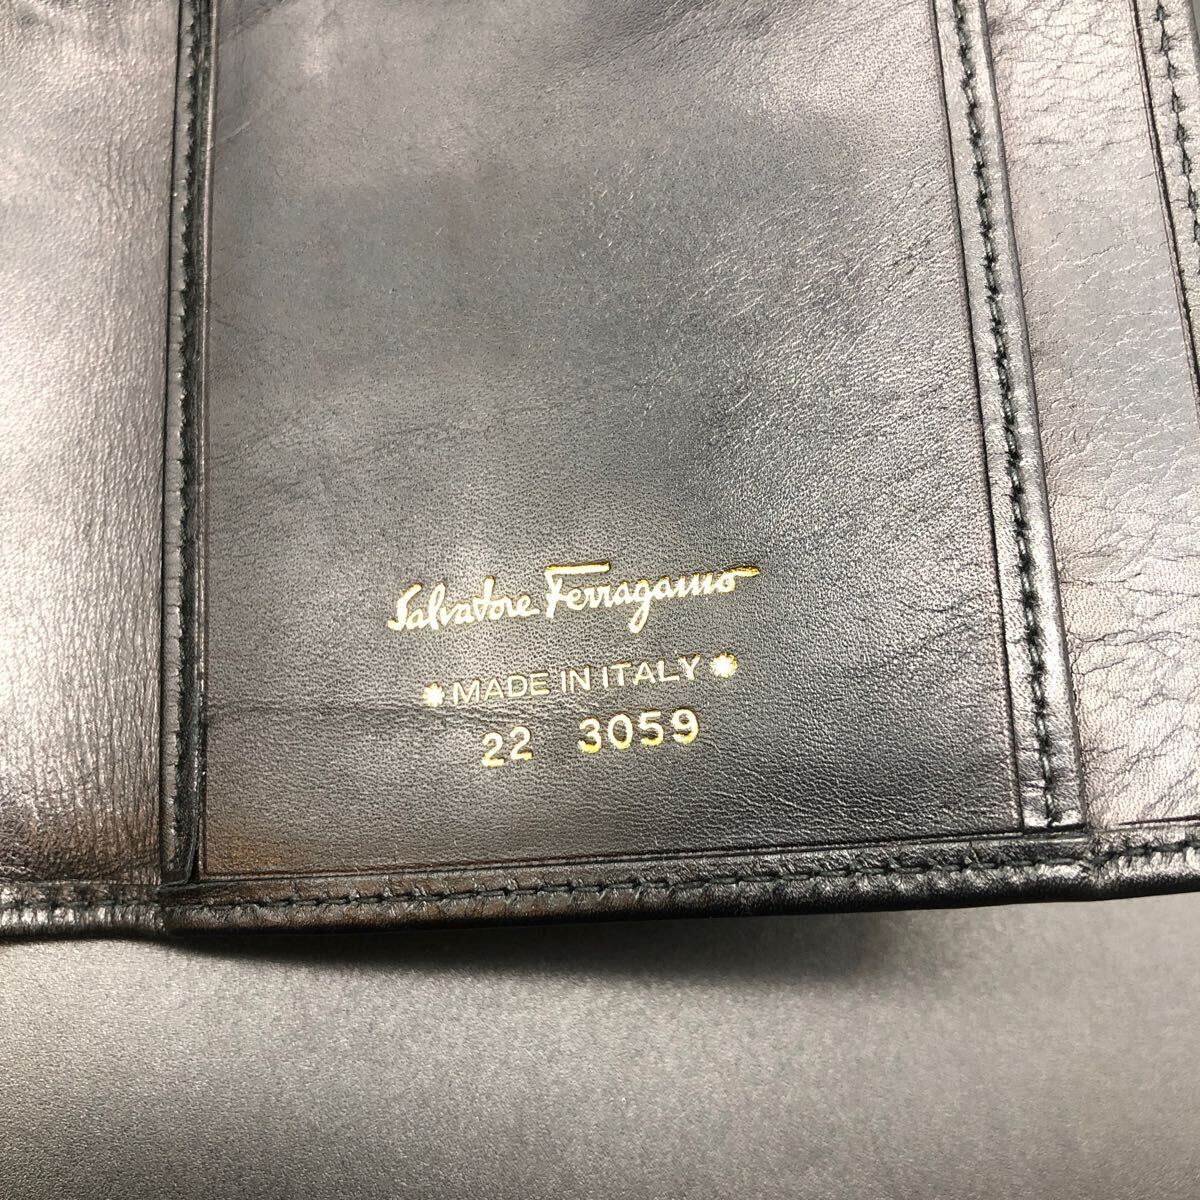 Salvatore Ferragamo
✺ MADE IN ITALY ✺
22 3059